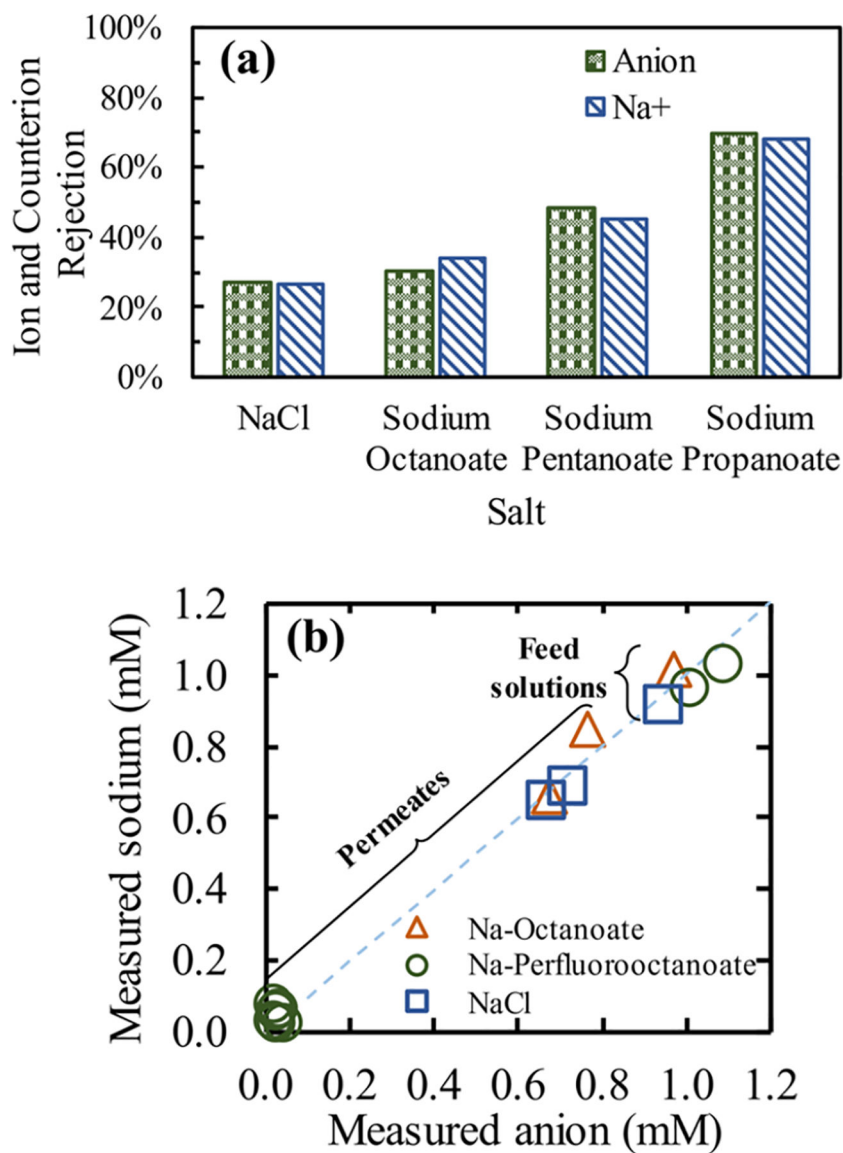 Ion and Counterion
Rejection
100%
80%
60%
40%
20%
0%
(a)
Anion
Na+
NaCl
Sodium
Octanoate
Sodium
Pentanoate
Sodium
Propanoate
Salt
Measured sodium (mM)
1.2
1.0
0.8
0.6
0.4
0.2
0.0
(b)
Feed
solutions
Permeates
Na-Octanoate
Na-Perfluorooctanoate
NaCl
0.0 0.2 0.4 0.6 0.8 1.0 1.2
Measured anion (mM)